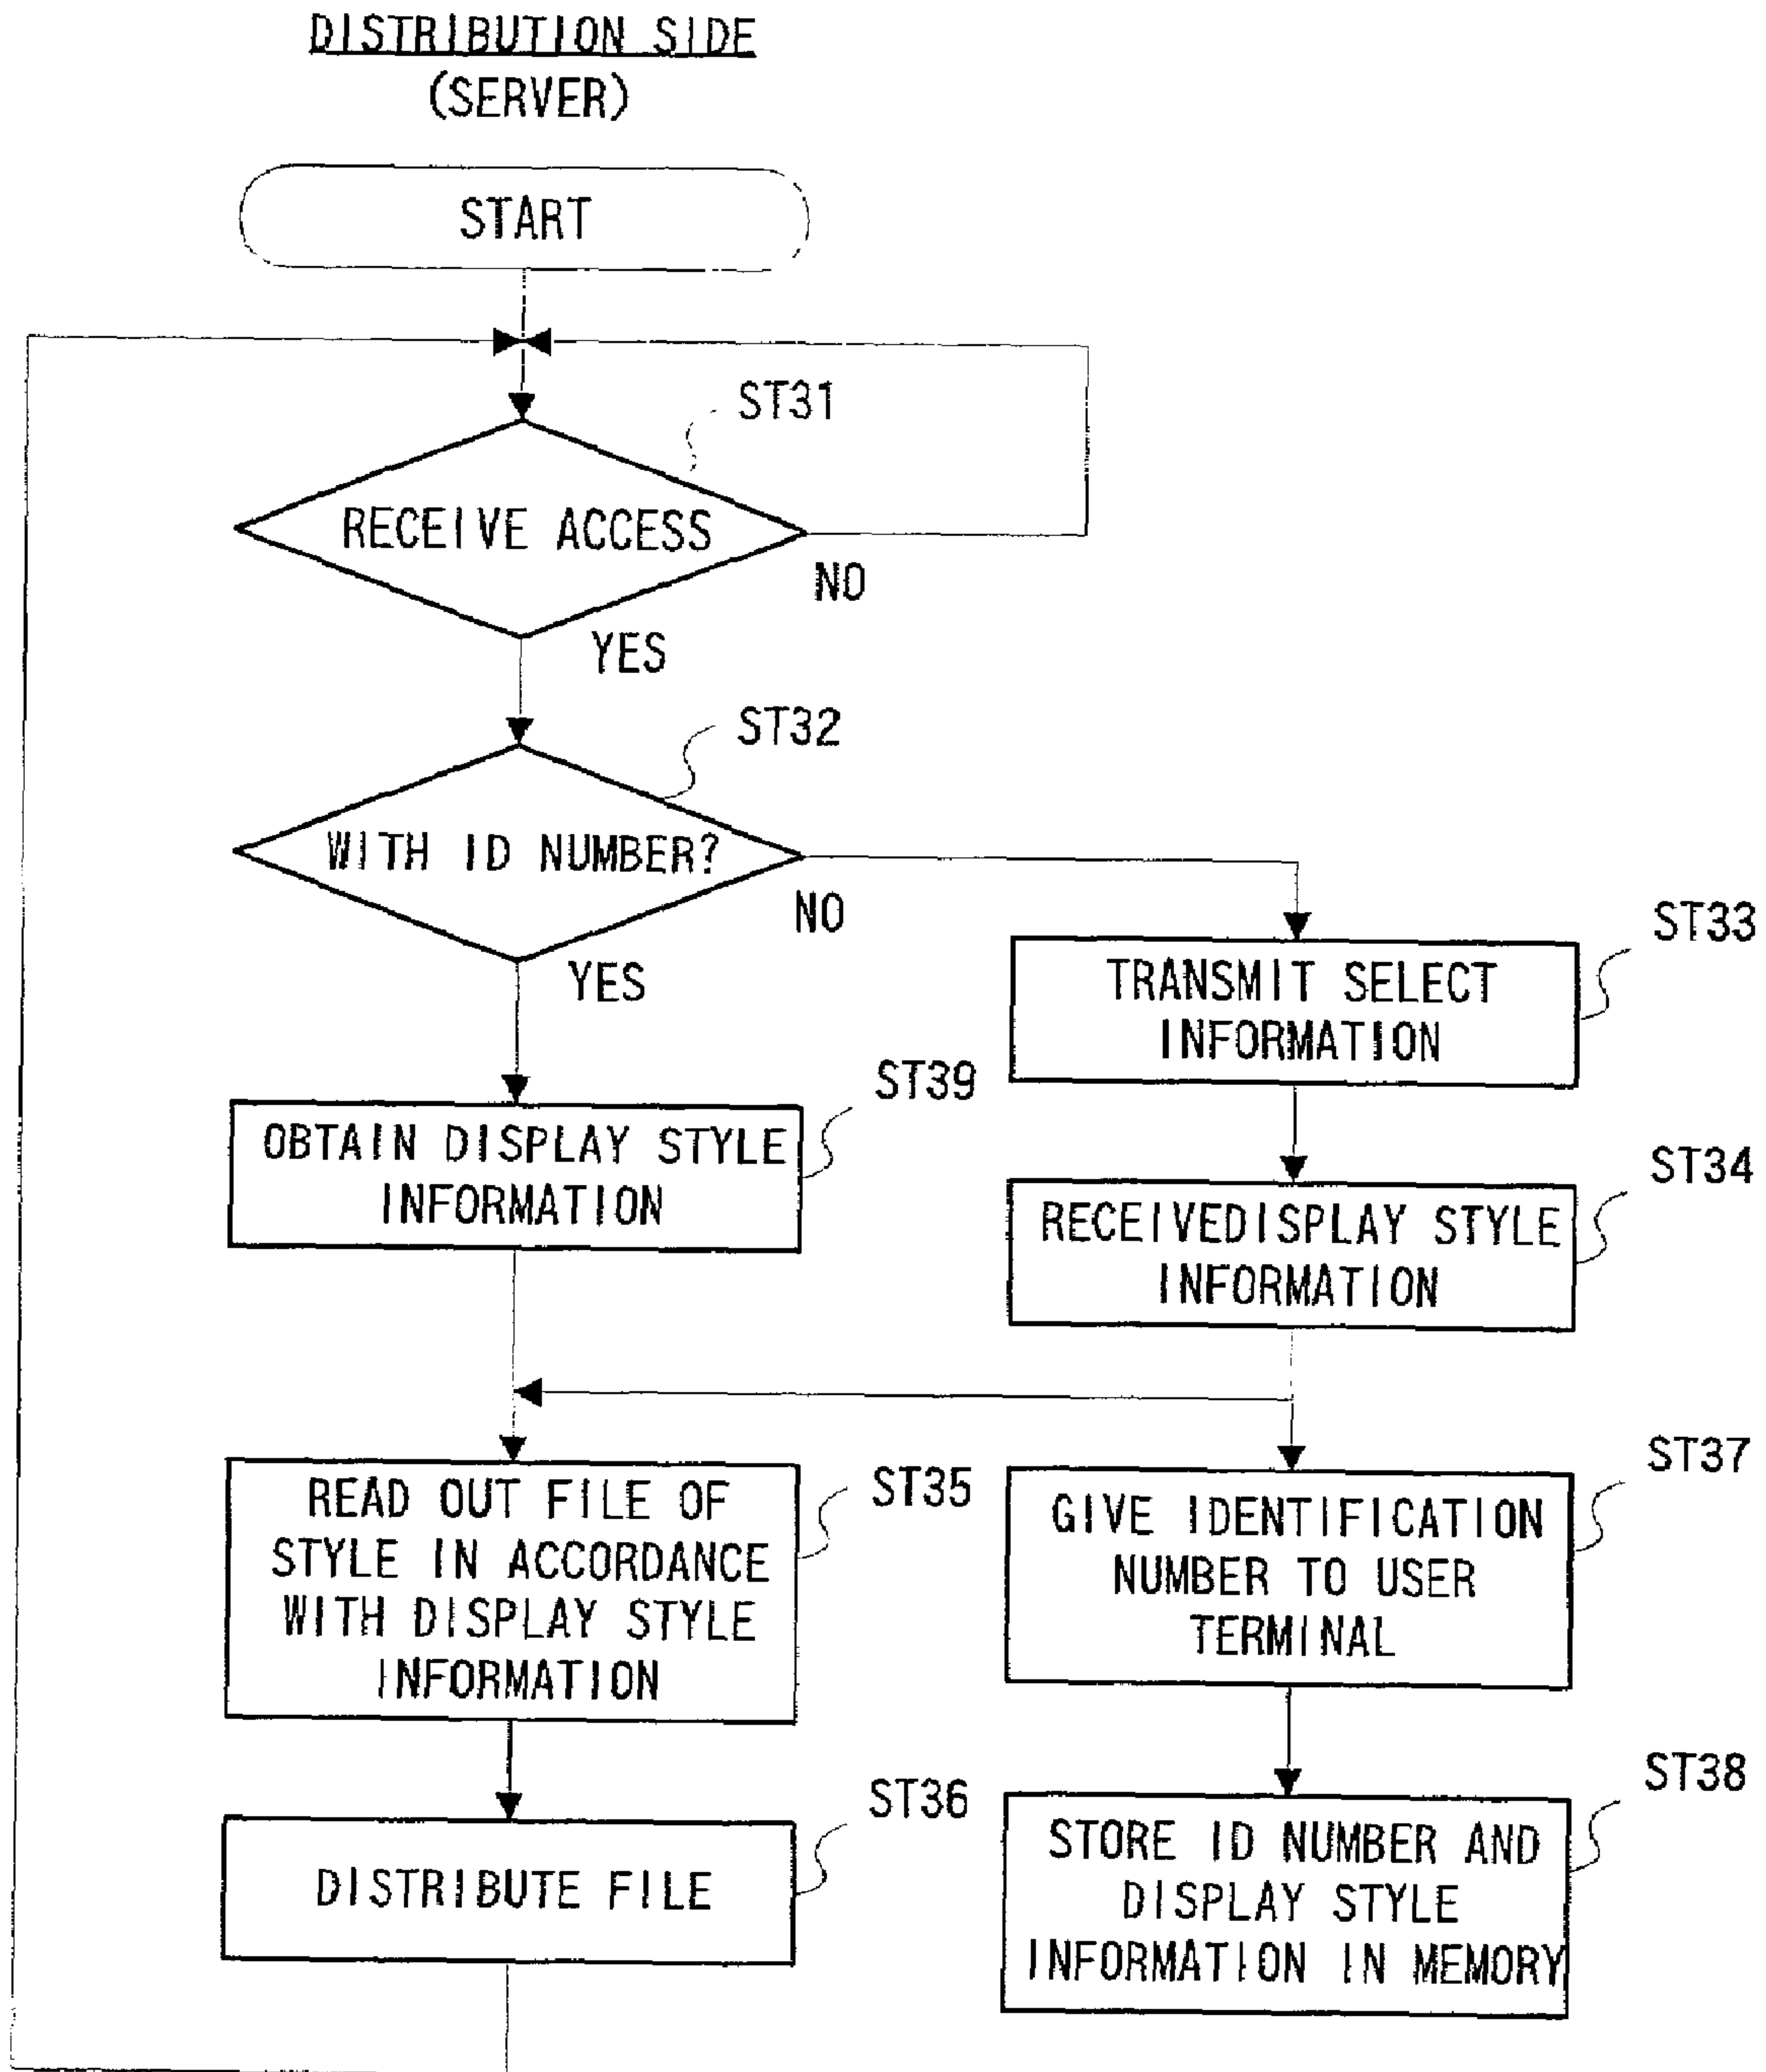 DISTRIBUTION SIDE
(SERVER)
START
ST31
RECEIVE ACCESS
NO
YES
ST32
WITH ID NUMBER?
NO
YES
ST33
TRANSMIT SELECT
INFORMATION
ST39
OBTAIN DISPLAY STYLE
INFORMATION
ST34
RECEIVEDISPLAY STYLE
INFORMATION
ST35
READ OUT FILE OF
STYLE IN ACCORDANCE
WITH DISPLAY STYLE
INFORMATION
ST37
GIVE IDENTIFICATION
NUMBER TO USER
TERMINAL
ST36
DISTRIBUTE FILE
ST38
STORE ID NUMBER AND
DISPLAY STYLE
INFORMATION IN MEMORY